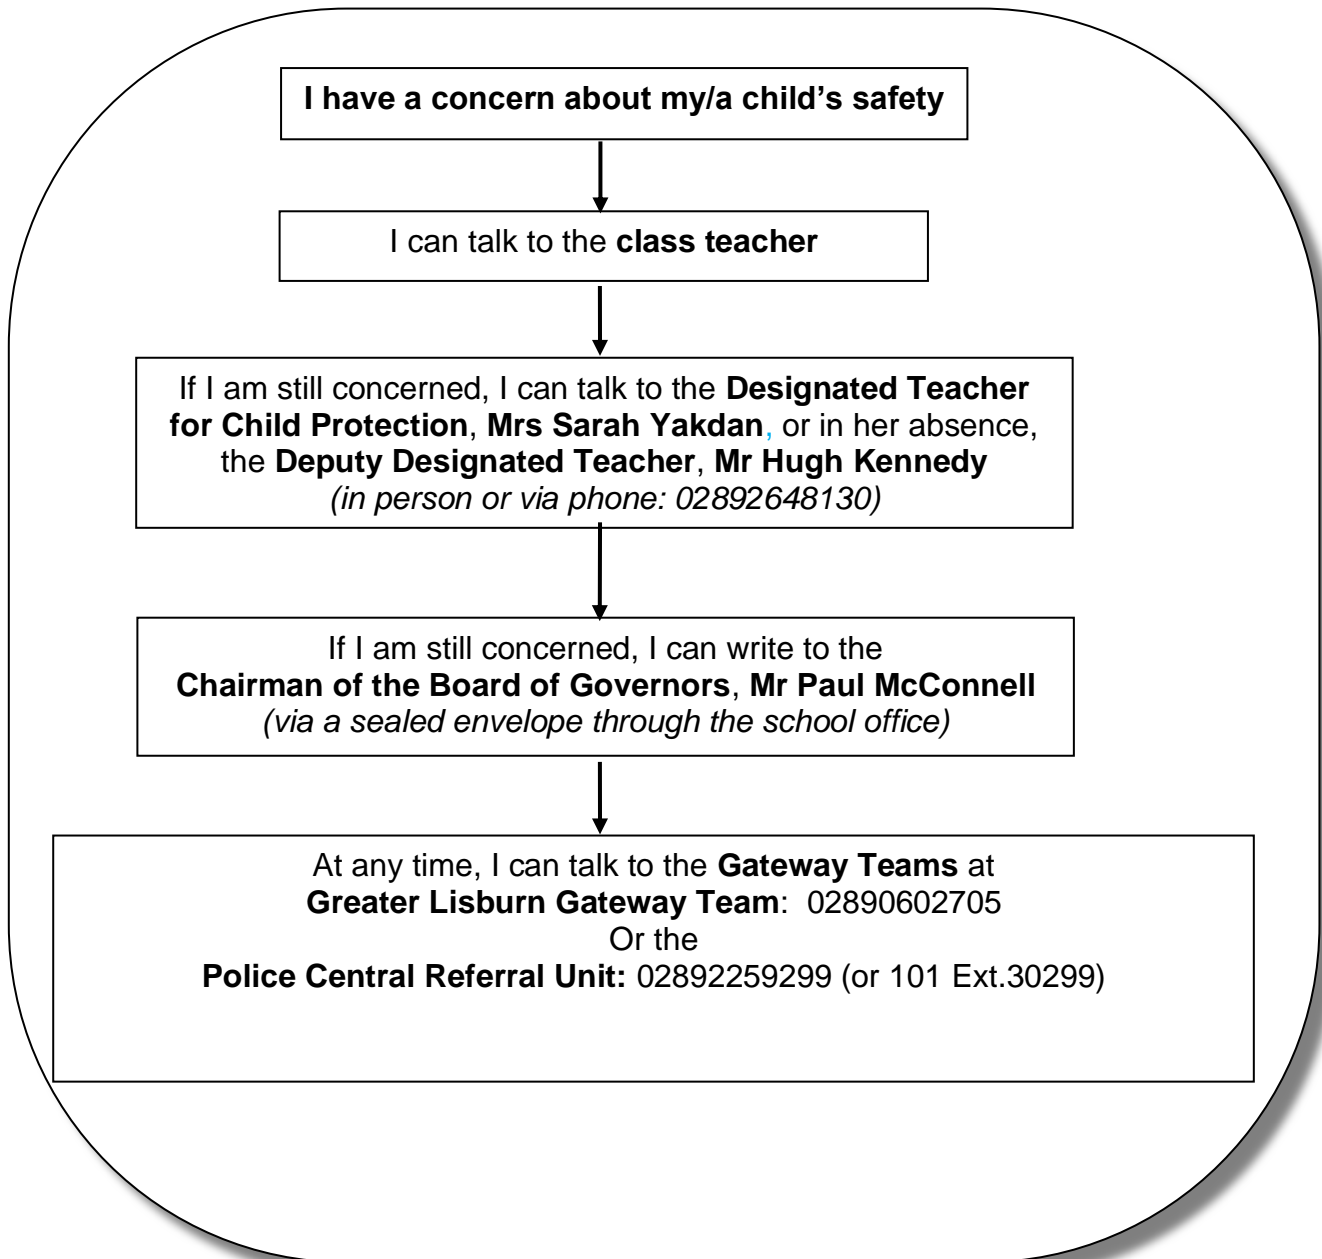 I have a concern about my/a child’s safety
I can talk to the class teacher
If I am still concerned, I can talk to the Designated Teacher
for Child Protection, Mrs Sarah Yakdan, or in her absence,
the Deputy Designated Teacher, Mr Hugh Kennedy
(in person or via phone: 02892648130)
If I am still concerned, I can write to the
Chairman of the Board of Governors, Mr Paul McConnell
(via a sealed envelope through the school office)
At any time, I can talk to the Gateway Teams at
Greater Lisburn Gateway Team: 02890602705
Or the
Police Central Referral Unit: 02892259299 (or 101 Ext.30299)